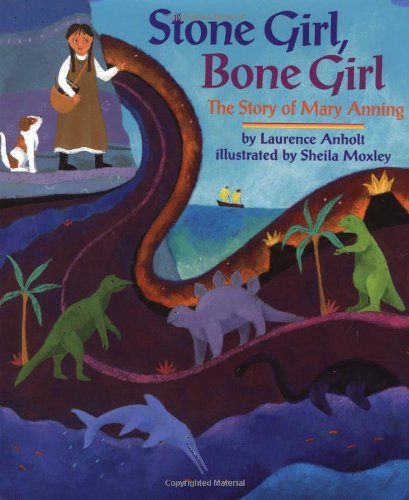 Stone Girl,
Bone Girl
The Story of Mary Anning
by Laurence Anholt
illustrated by Sheila Moxley
Copyrighted Material